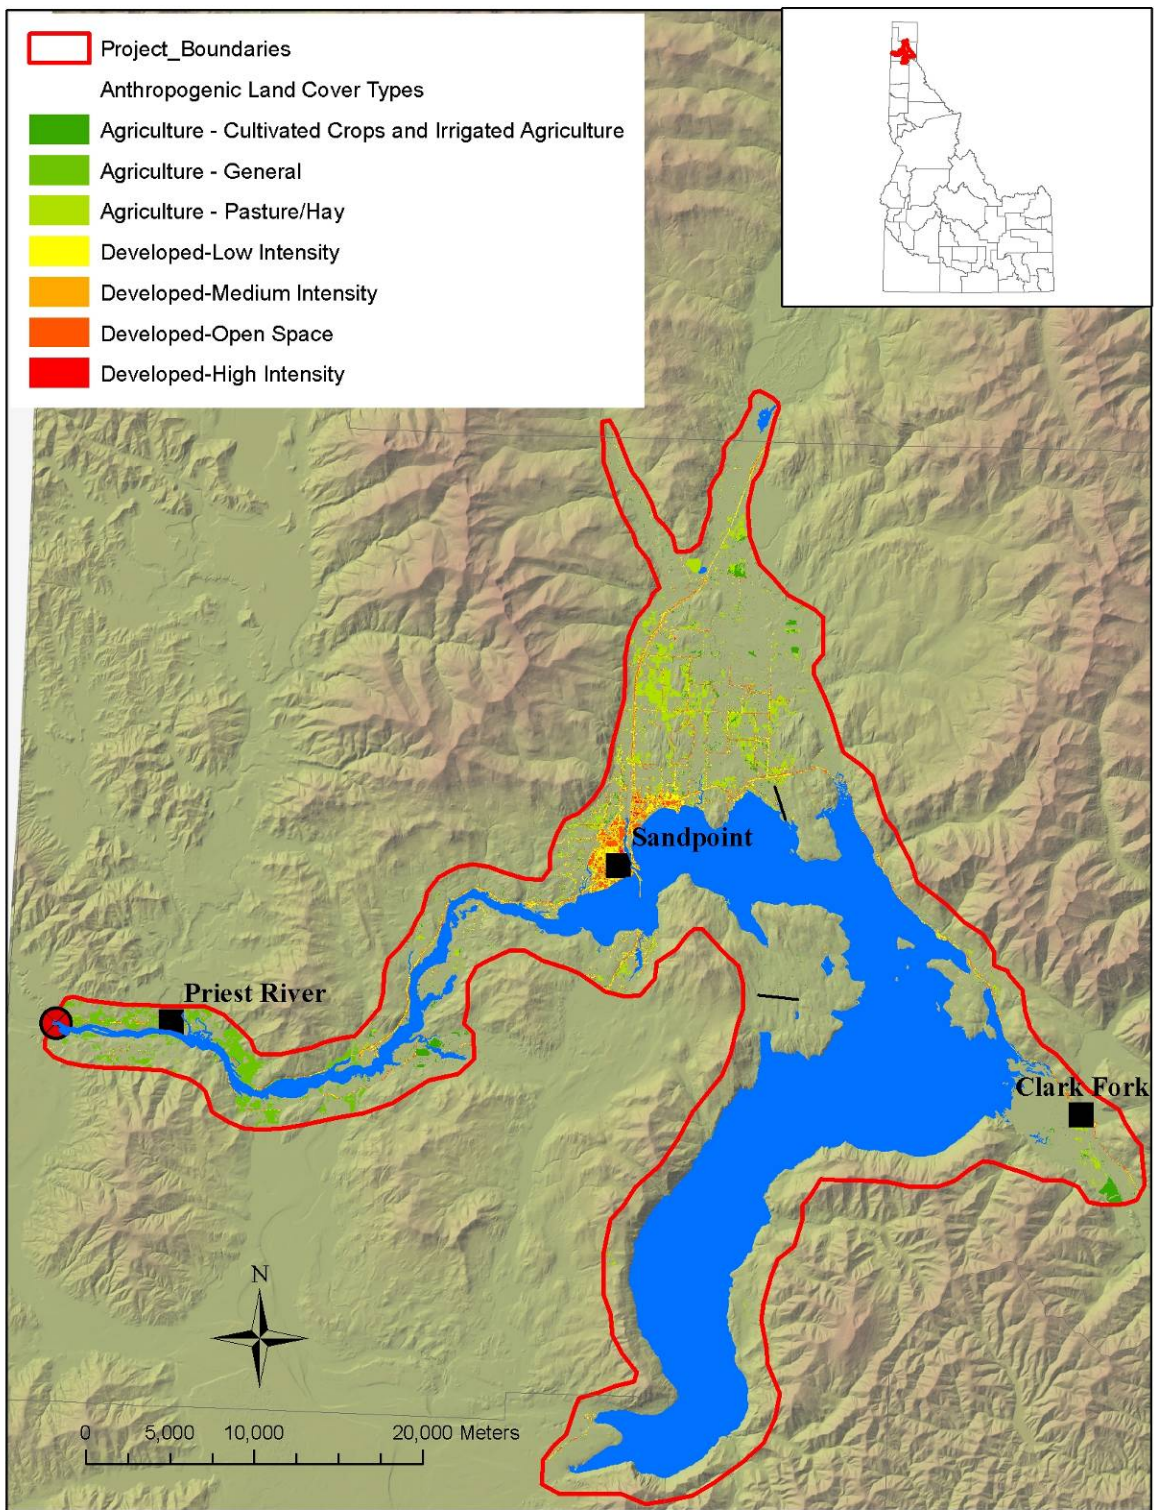 Project_Boundaries
Anthropogenic Land Cover Types
Agriculture - Cultivated Crops and Irrigated Agriculture
Agriculture - General
Agriculture - Pasture/Hay
Developed-Low Intensity
Developed-Medium Intensity
Developed-Open Space
Developed-High Intensity
Sandpoint
Priest River
Clark Fork
N
0 5,000 10,000 20,000 Meters